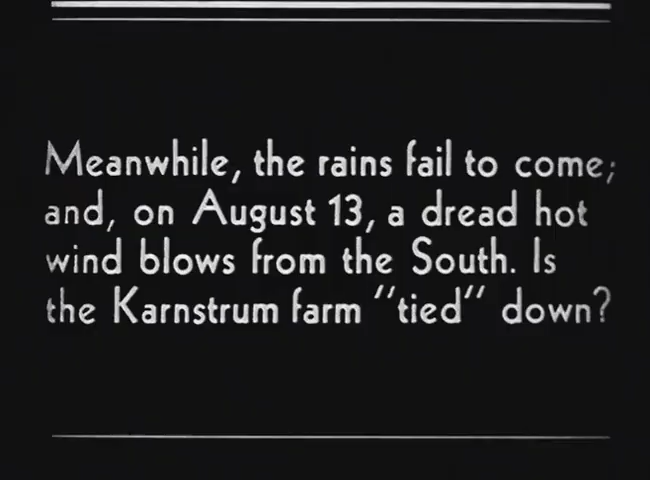 Meanwhile, the rains fail to come;
and, on August 13, a dread hot
wind blows from the South. Is
the Karnstrum farm "tied" down?